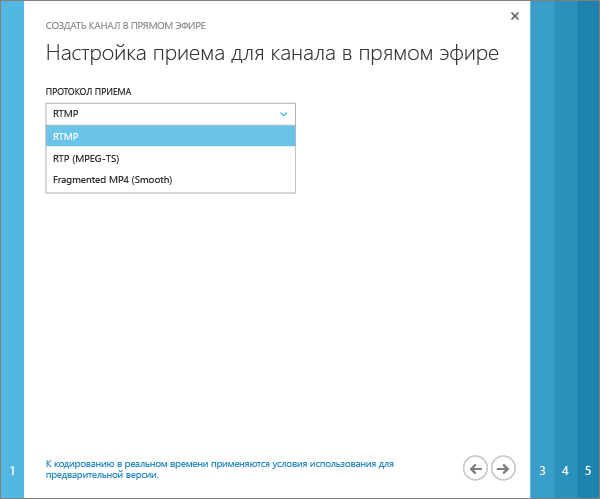 СОЗДАТЬ КАНАЛ В ПРЯМОМ ЭФИРЕ
Настройка приема для канала в прямом эфире
ПРОТОКОЛ ПРИЕМА
RTMP
RTMP
RTP (MPEG-TS)
Fragmented MP4 (Smooth)
К кодированию в реальном времени применяются условия использования для
предварительной версии.
1
3
4
5